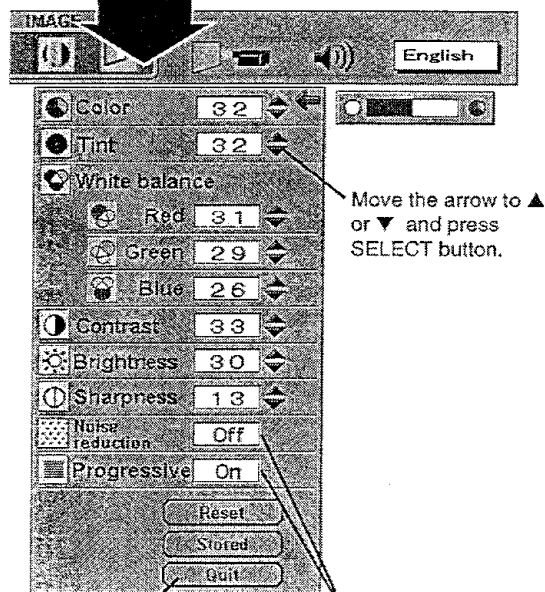 IMAGE
English
Color 32
Tint 32
White balance
Red 31
Green 29
Blue 26
Contrast 33
Brightness 30
Sharpness 13
Noise reduction Off
Progressive On
Reset
Stored
Quit
Move the arrow to ▲
or ▼ and press
SELECT button.